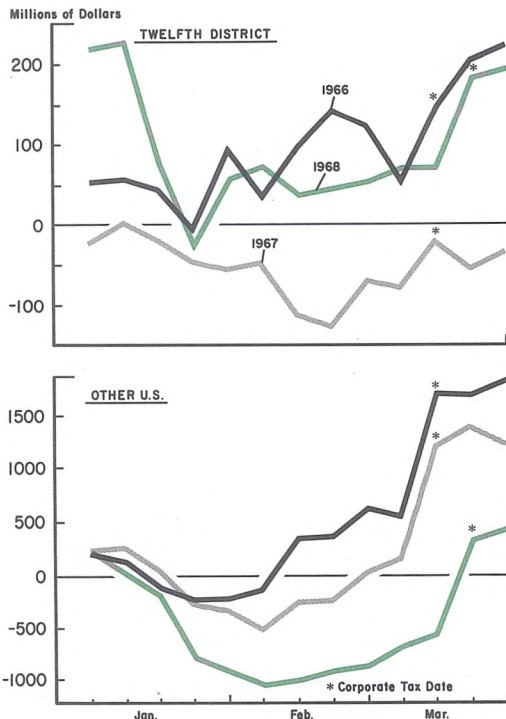 Millions of Dollars
TWELFTH DISTRICT
200
100
0
-100
1966
1968
1967
*
*
*
OTHER U.S.
1500
1000
500
0
-500
-1000
*
*
*
* Corporate Tax Date
Jan.
Feb.
Mar.